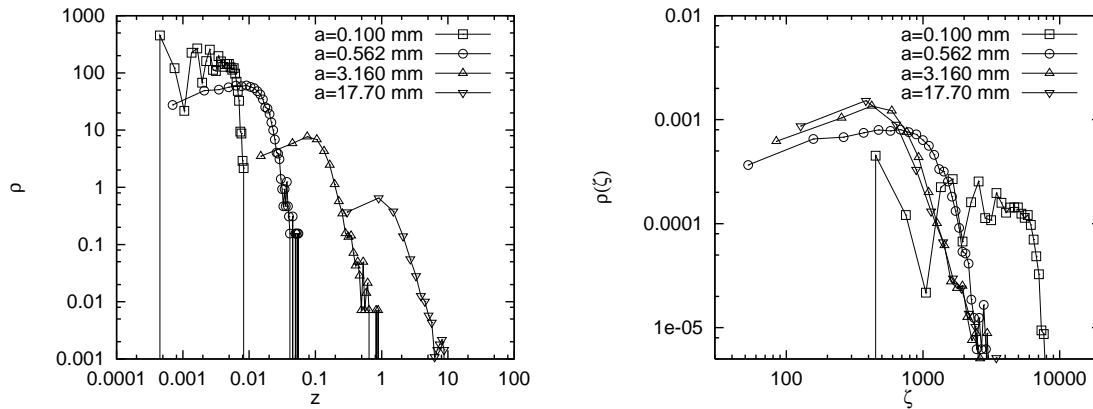 1000
100
10
1
0.1
0.01
0.001
ρ
0.0001 0.001 0.01 0.1 1 10 100
z
a=0.100 mm
a=0.562 mm
a=3.160 mm
a=17.70 mm
0.01
0.001
0.0001
1e-05
ρ(ζ)
100 1000 10000
ζ
a=0.100 mm
a=0.562 mm
a=3.160 mm
a=17.70 mm